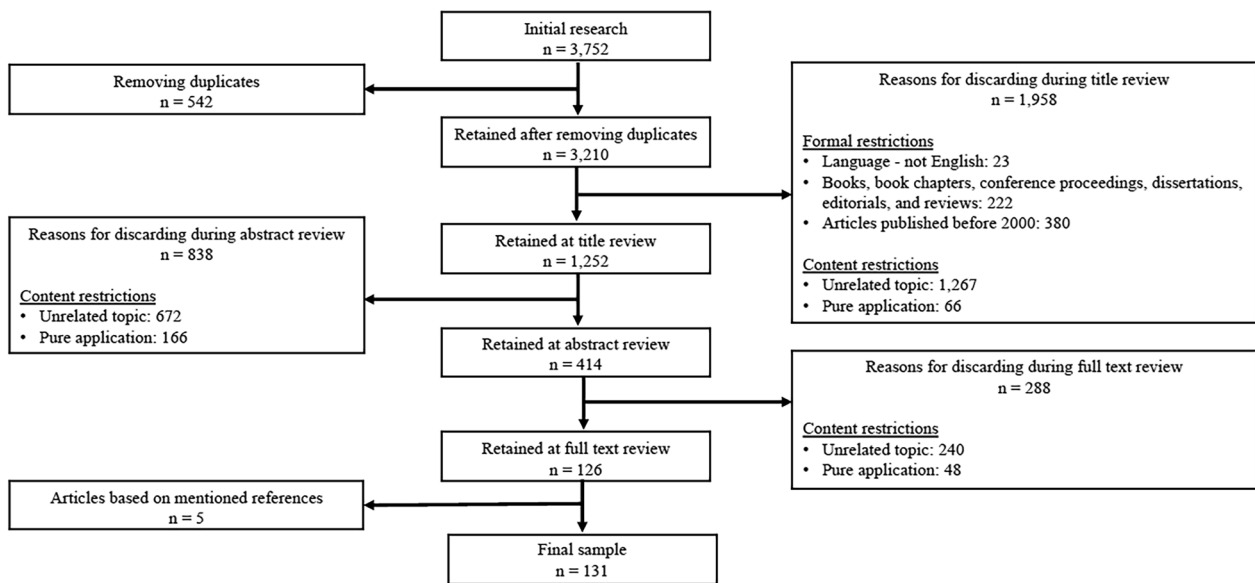 Initial research
n = 3,752
Removing duplicates
n = 542
Reasons for discarding during title review
n = 1,958
Formal restrictions
• Language - not English: 23
• Books, book chapters, conference proceedings, dissertations,
editorials, and reviews: 222
• Articles published before 2000: 380
Content restrictions
• Unrelated topic: 1,267
• Pure application: 66
Retained after removing duplicates
n = 3,210
Reasons for discarding during abstract review
n = 838
Content restrictions
• Unrelated topic: 672
• Pure application: 166
Retained at title review
n = 1,252
Retained at abstract review
n = 414
Reasons for discarding during full text review
n = 288
Content restrictions
• Unrelated topic: 240
• Pure application: 48
Retained at full text review
n = 126
Articles based on mentioned references
n = 5
Final sample
n = 131